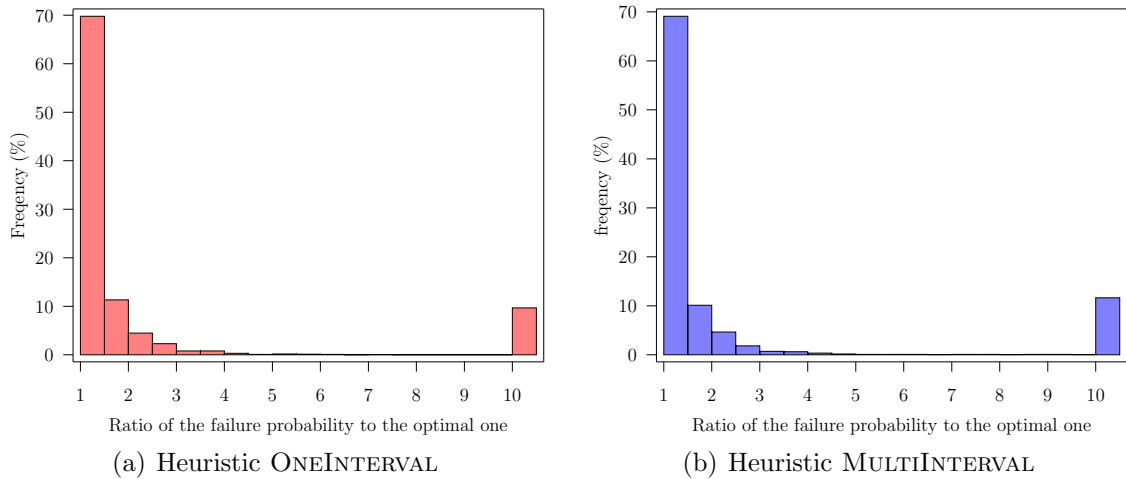 70
60
50
40
30
20
10
0
Freqency (%)
1 2 3 4 5 6 7 8 9 10
Ratio of the failure probability to the optimal one
(a) Heuristic OneInterval
70
60
50
40
30
20
10
0
freqency (%)
1 2 3 4 5 6 7 8 9 10
Ratio of the failure probability to the optimal one
(b) Heuristic MultiInterval